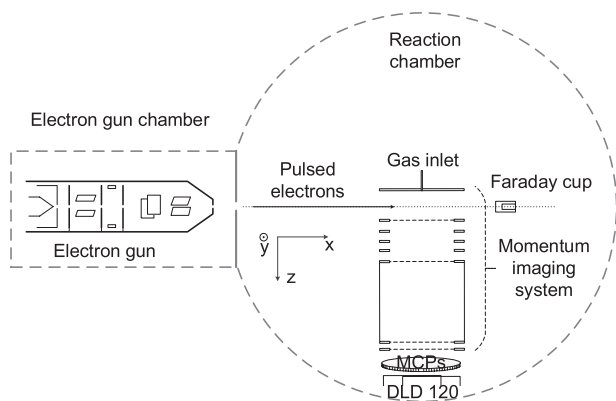 Reaction
chamber
Electron gun chamber
Gas inlet
Pulsed
electrons
Faraday cup
Electron gun
y
x
z
Momentum
imaging
system
MCPs
DLD 120